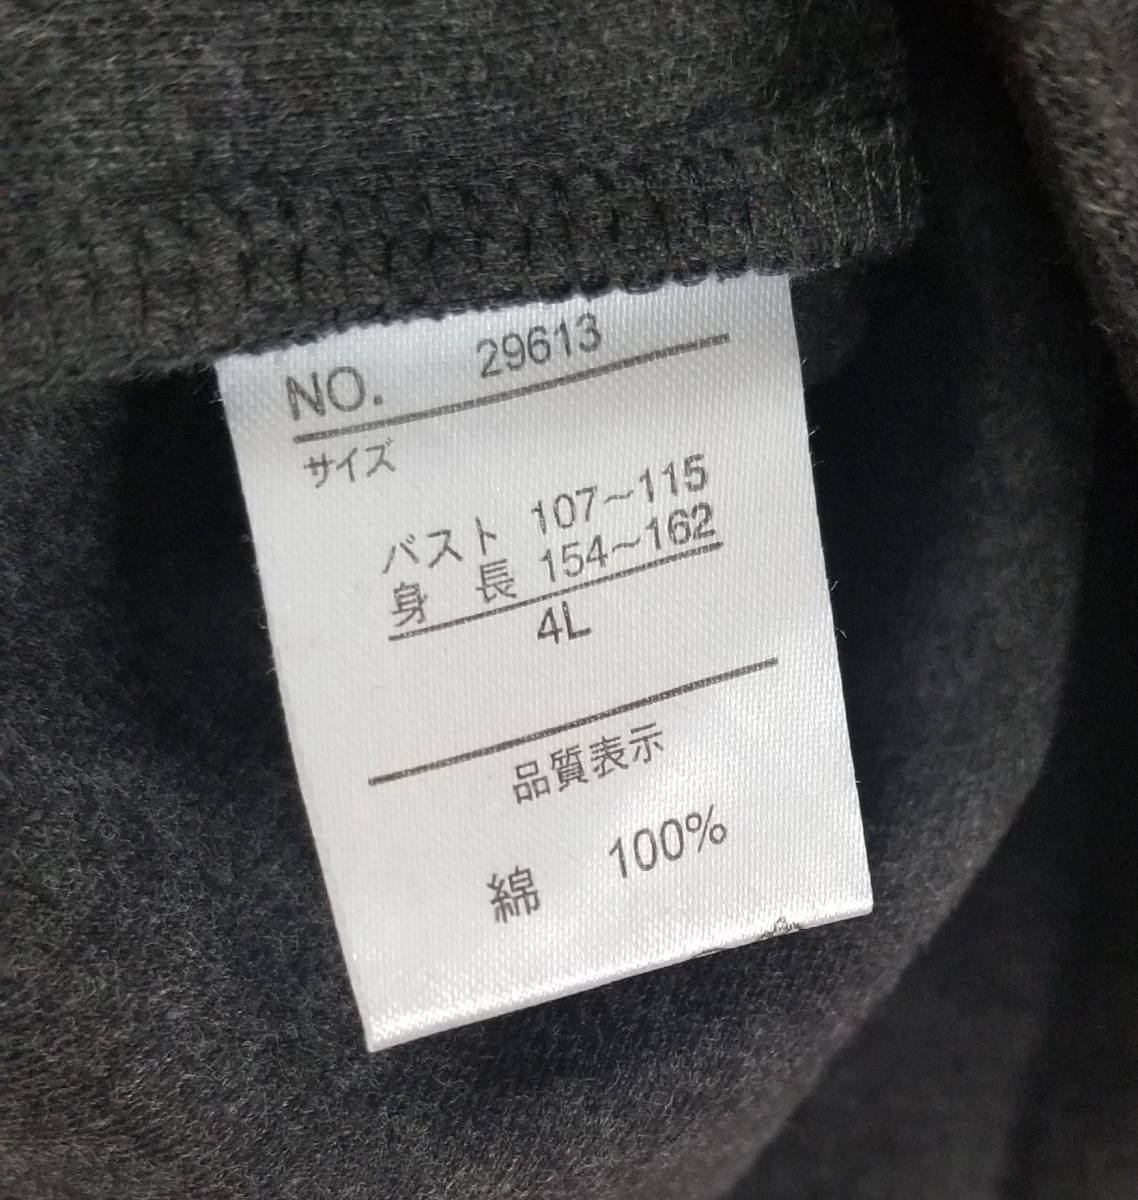 NO. 29613
サイズ
バスト 107～115
身 長 154～162
4L
品質表示
綿 100%